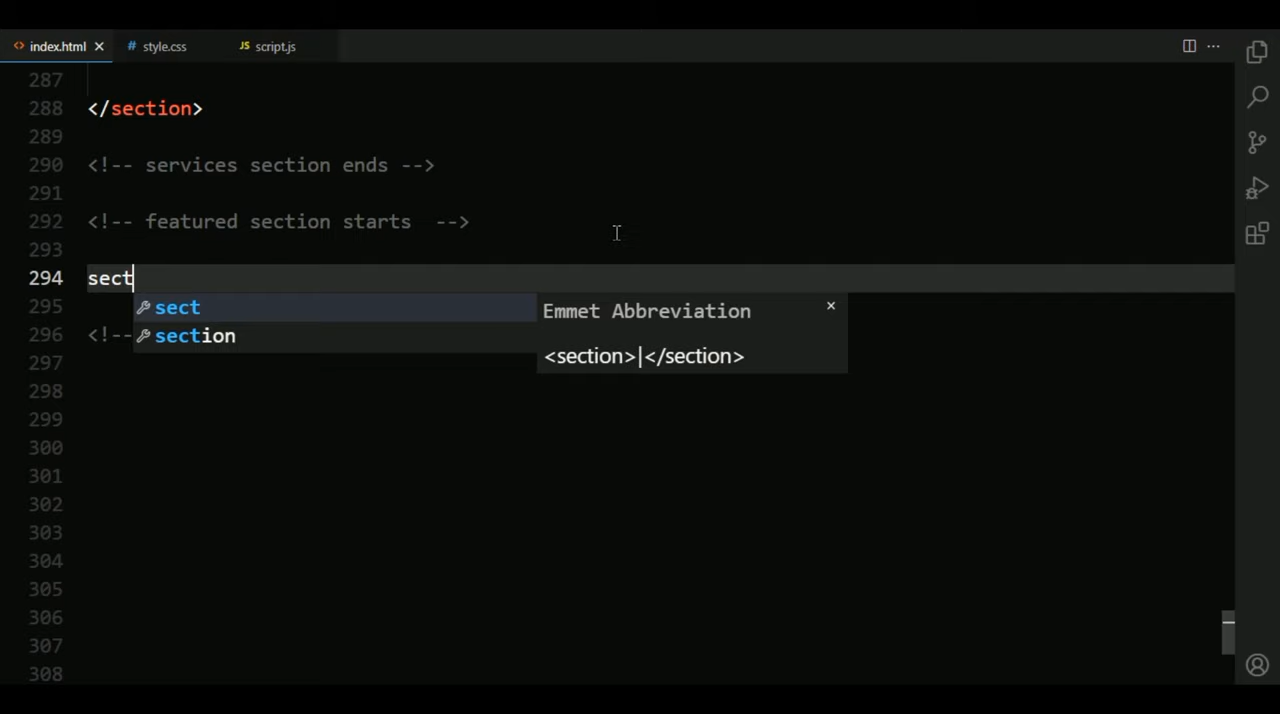 index.html × # style.css JS script.js ...
287
288 </section>
289
290 <!-- services section ends -->
291
292 <!-- featured section starts  -->
293
294 sect
295 sect Emmet Abbreviation ×
296 <!-- section <section>|</section>
297
298
299
300
301
302
303
304
305
306
307
308